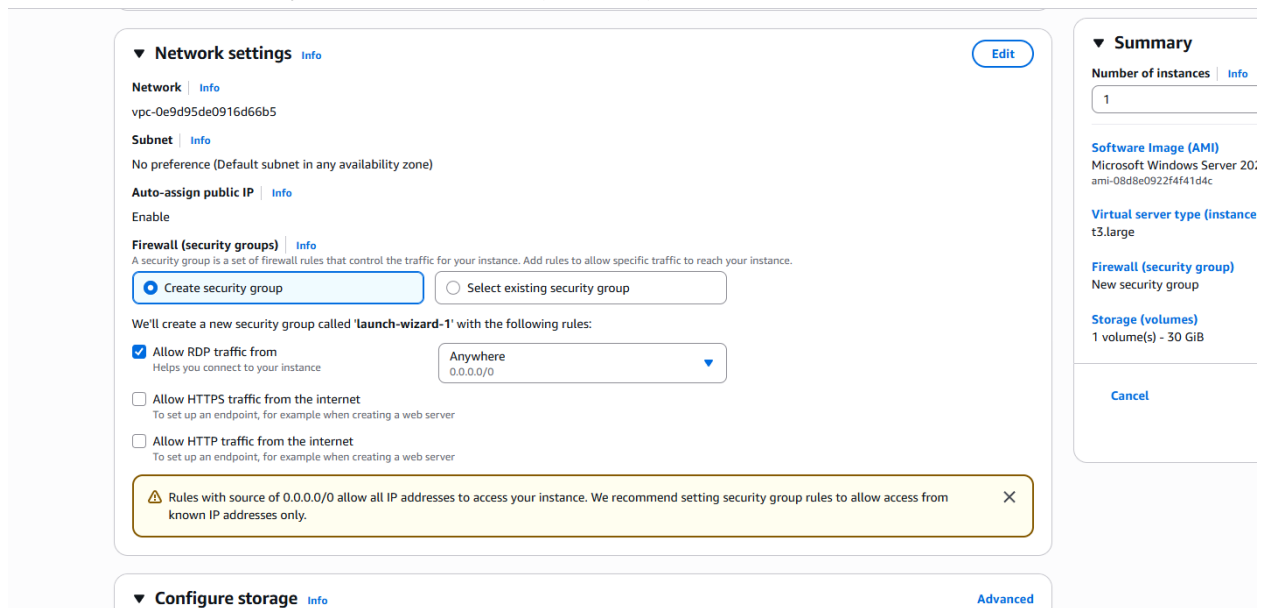 Network settings Info
Edit
Network Info
vpc-0e9d95de0916d66b5
Subnet Info
No preference (Default subnet in any availability zone)
Auto-assign public IP Info
Enable
Firewall (security groups) Info
A security group is a set of firewall rules that control the traffic for your instance. Add rules to allow specific traffic to reach your instance.
Create security group
Select existing security group
We'll create a new security group called 'launch-wizard-1' with the following rules:
Allow RDP traffic from
Helps you connect to your instance
Anywhere
0.0.0.0/0
Allow HTTPS traffic from the internet
To set up an endpoint, for example when creating a web server
Allow HTTP traffic from the internet
To set up an endpoint, for example when creating a web server
Rules with source of 0.0.0.0/0 allow all IP addresses to access your instance. We recommend setting security group rules to allow access from
known IP addresses only.
Configure storage Info
Advanced
Summary
Number of instances Info
1
Software Image (AMI)
Microsoft Windows Server 202
ami-08d8e0922f4f41d4c
Virtual server type (instance
t3.large
Firewall (security group)
New security group
Storage (volumes)
1 volume(s) - 30 GiB
Cancel